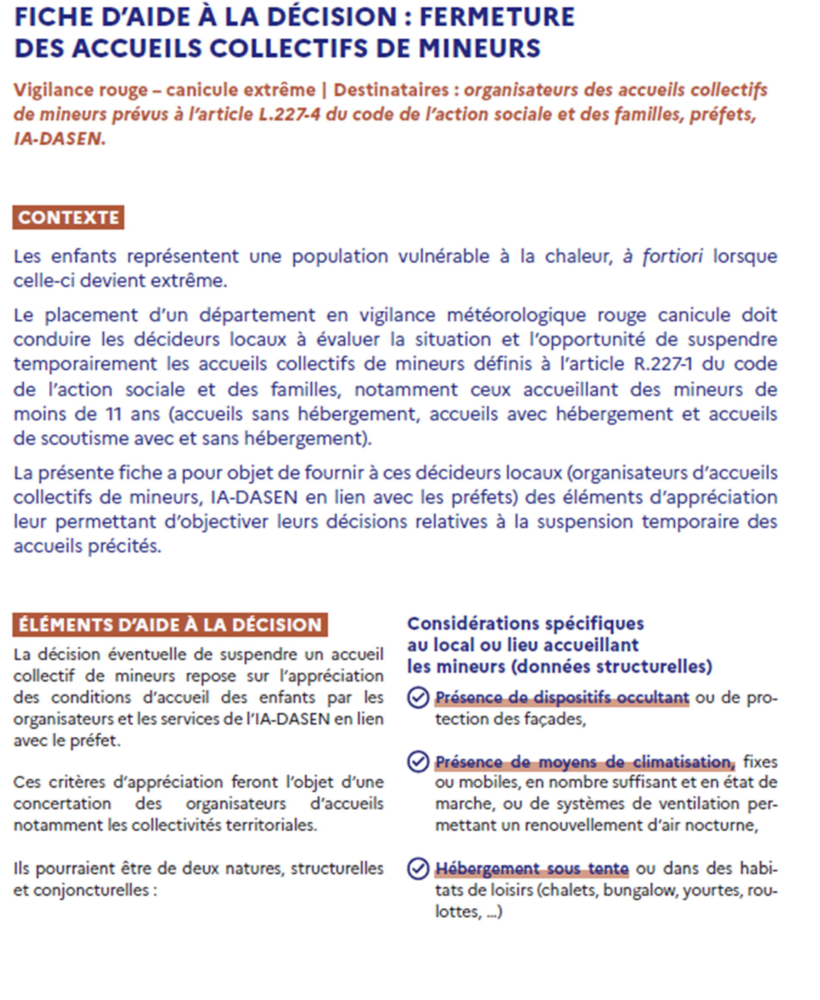 FICHE D'AIDE À LA DÉCISION : FERMETURE
DES ACCUEILS COLLECTIFS DE MINEURS
Vigilance rouge – canicule extrême | Destinataires : organisateurs des accueils collectifs
de mineurs prévus à l'article L.227-4 du code de l'action sociale et des familles, préfets,
IA-DASEN.
CONTEXTE
Les enfants représentent une population vulnérable à la chaleur, à fortiori lorsque
celle-ci devient extrême.
Le placement d'un département en vigilance météorologique rouge canicule doit
conduire les décideurs locaux à évaluer la situation et l'opportunité de suspendre
temporairement les accueils collectifs de mineurs définis à l'article R.227-1 du code
de l'action sociale et des familles, notamment ceux accueillant des mineurs de
moins de 11 ans (accueils sans hébergement, accueils avec hébergement et accueils
de scoutisme avec et sans hébergement).
La présente fiche a pour objet de fournir à ces décideurs locaux (organisateurs d'accueils
collectifs de mineurs, IA-DASEN en lien avec les préfets) des éléments d'appréciation
leur permettant d'objectiver leurs décisions relatives à la suspension temporaire des
accueils précités.
ÉLÉMENTS D'AIDE À LA DÉCISION
La décision éventuelle de suspendre un accueil
collectif de mineurs repose sur l'appréciation
des conditions d'accueil des enfants par les
organisateurs et les services de l'IA-DASEN en lien
avec le préfet.
Ces critères d'appréciation feront l'objet d'une
concertation des organisateurs d'accueils
notamment les collectivités territoriales.
Ils pourraient être de deux natures, structurelles
et conjoncturelles :
Considérations spécifiques
au local ou lieu accueillant
les mineurs (données structurelles)
Présence de dispositifs occultant ou de pro-
tection des façades,
Présence de moyens de climatisation, fixes
ou mobiles, en nombre suffisant et en état de
marche, ou de systèmes de ventilation per-
mettant un renouvellement d'air nocturne,
Hébergement sous tente ou dans des habi-
tats de loisirs (chalets, bungalow, yourtes, rou-
lottes, ...)